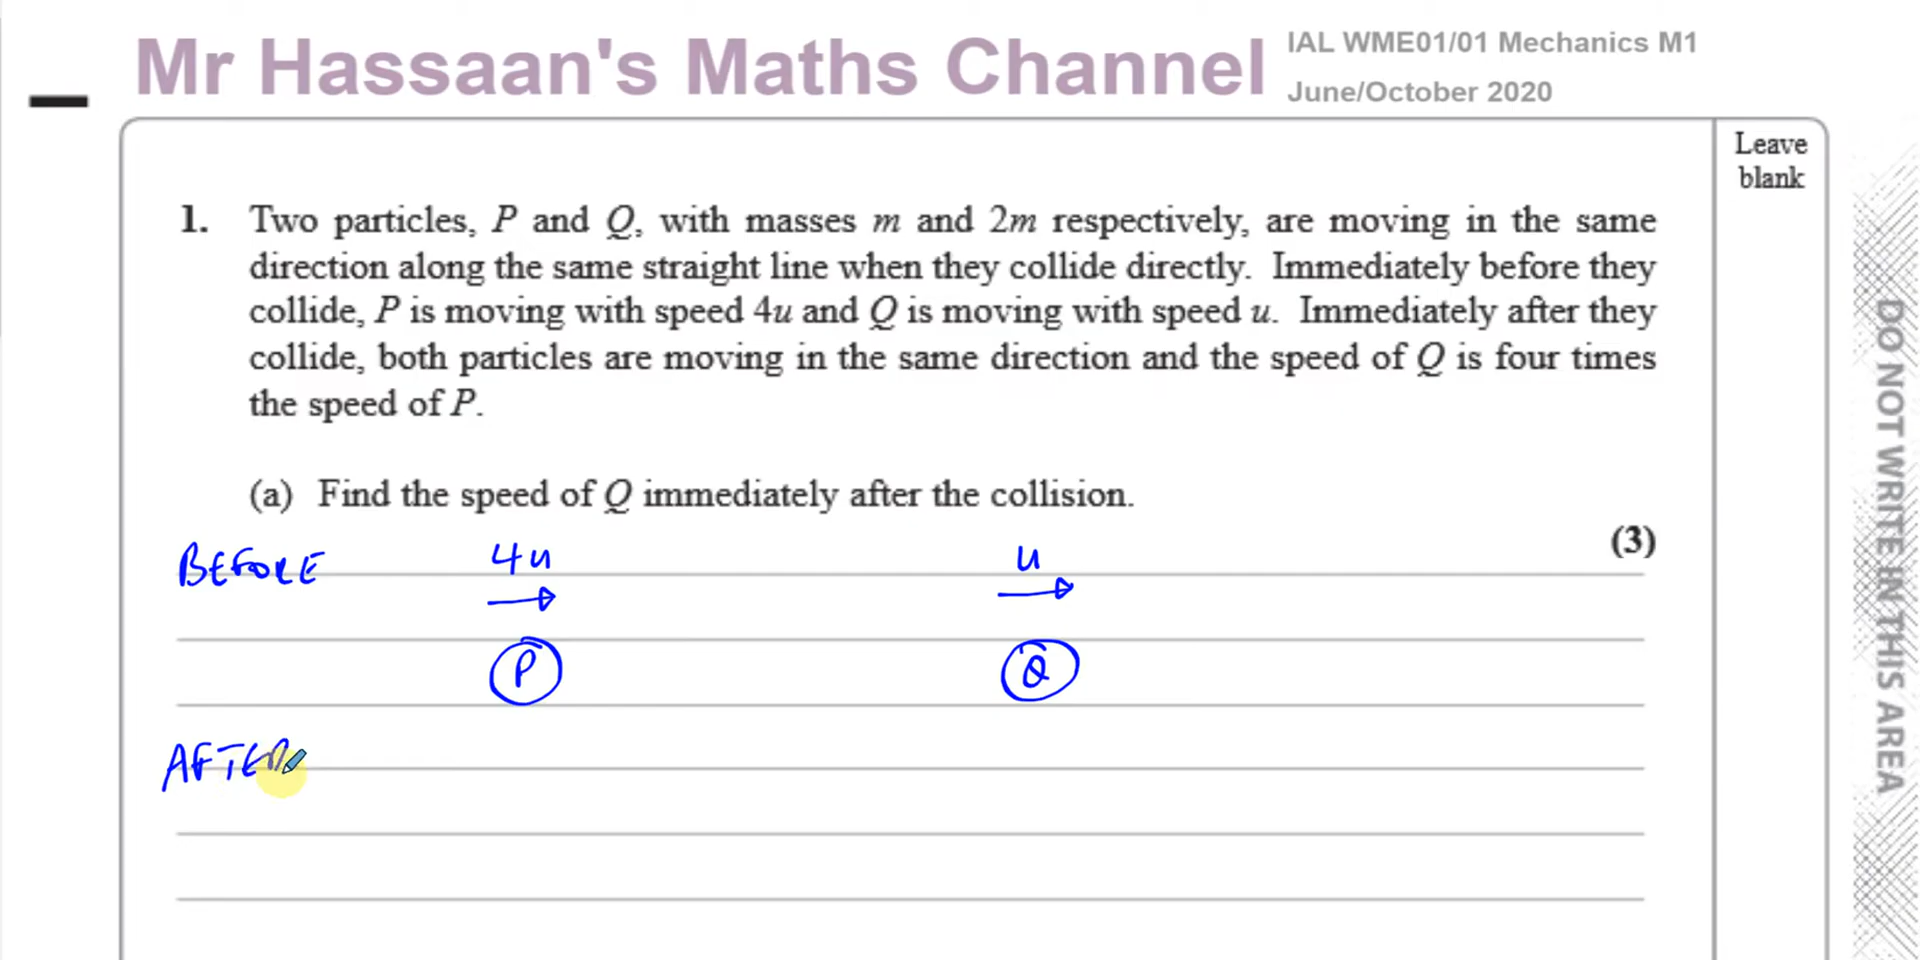 Mr Hassaan's Maths Channel
IAL WME01/01 Mechanics M1
June/October 2020
Leave
blank
1. Two particles, P and Q, with masses m and 2m respectively, are moving in the same
direction along the same straight line when they collide directly. Immediately before they
collide, P is moving with speed 4u and Q is moving with speed u. Immediately after they
collide, both particles are moving in the same direction and the speed of Q is four times
the speed of P.
(a) Find the speed of Q immediately after the collision.
(3)
BEFORE 4u u
P Q
AFTER
DO NOT WRITE IN THIS AREA